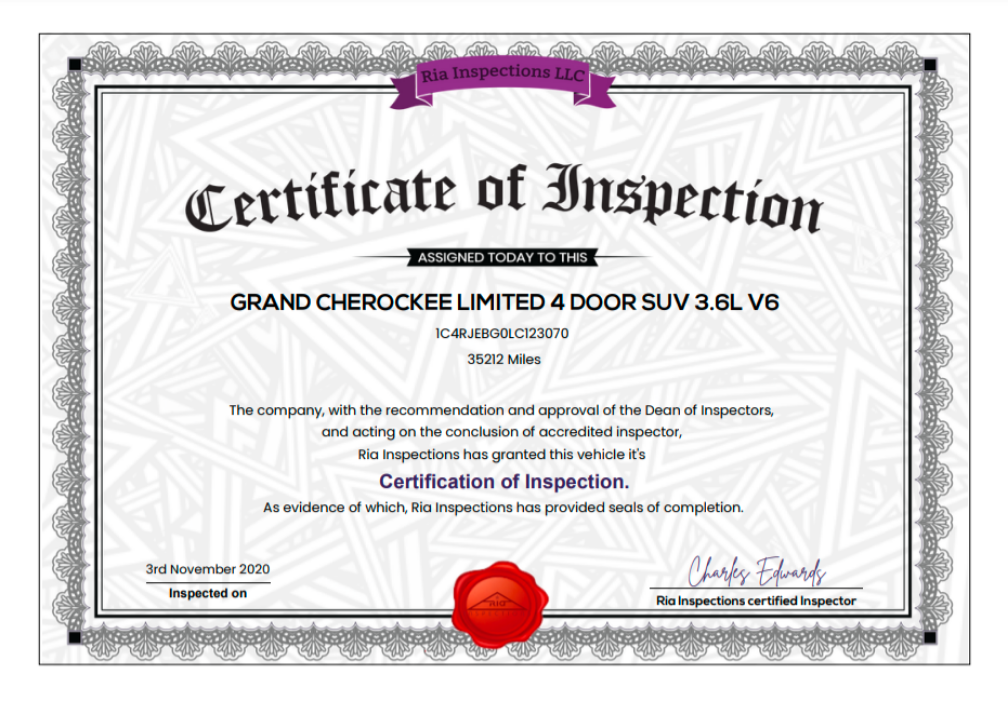 Ria Inspections LLC
Certificate of Inspection
ASSIGNED TODAY TO THIS
GRAND CHEROCKEE LIMITED 4 DOOR SUV 3.6L V6
1C4RJEBG0LC123070
35212 Miles
The company, with the recommendation and approval of the Dean of Inspectors,
and acting on the conclusion of accredited inspector,
Ria Inspections has granted this vehicle it's
Certification of Inspection.
As evidence of which, Ria Inspections has provided seals of completion.
3rd November 2020
Inspected on
Charles Edwards
Ria Inspections certified Inspector